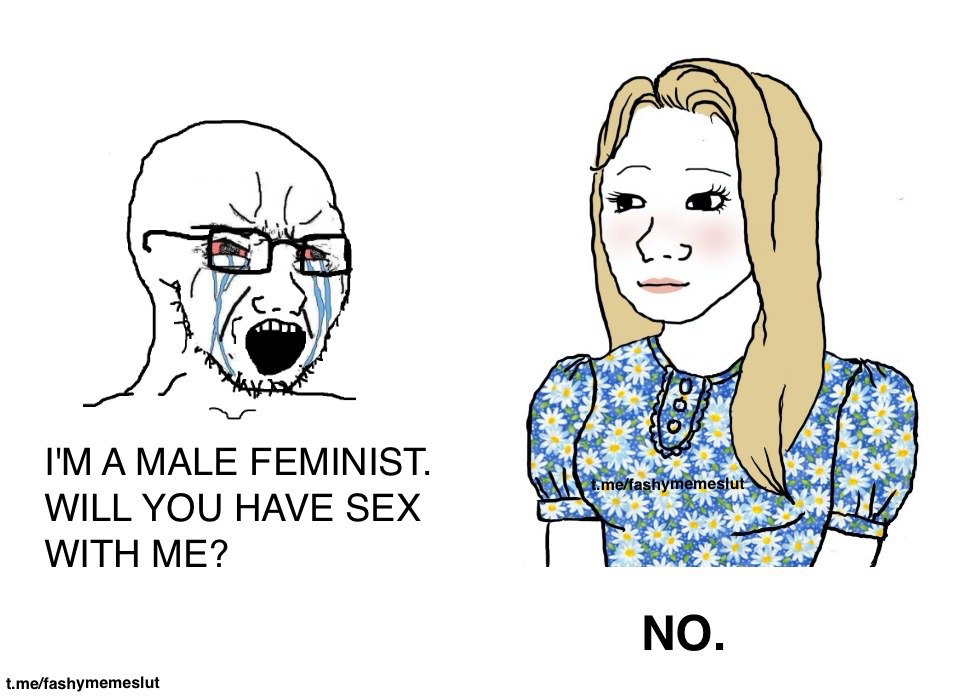 t.me/fashymemeslut
I'M A MALE FEMINIST.
WILL YOU HAVE SEX
WITH ME?
NO.
t.me/fashymemeslut